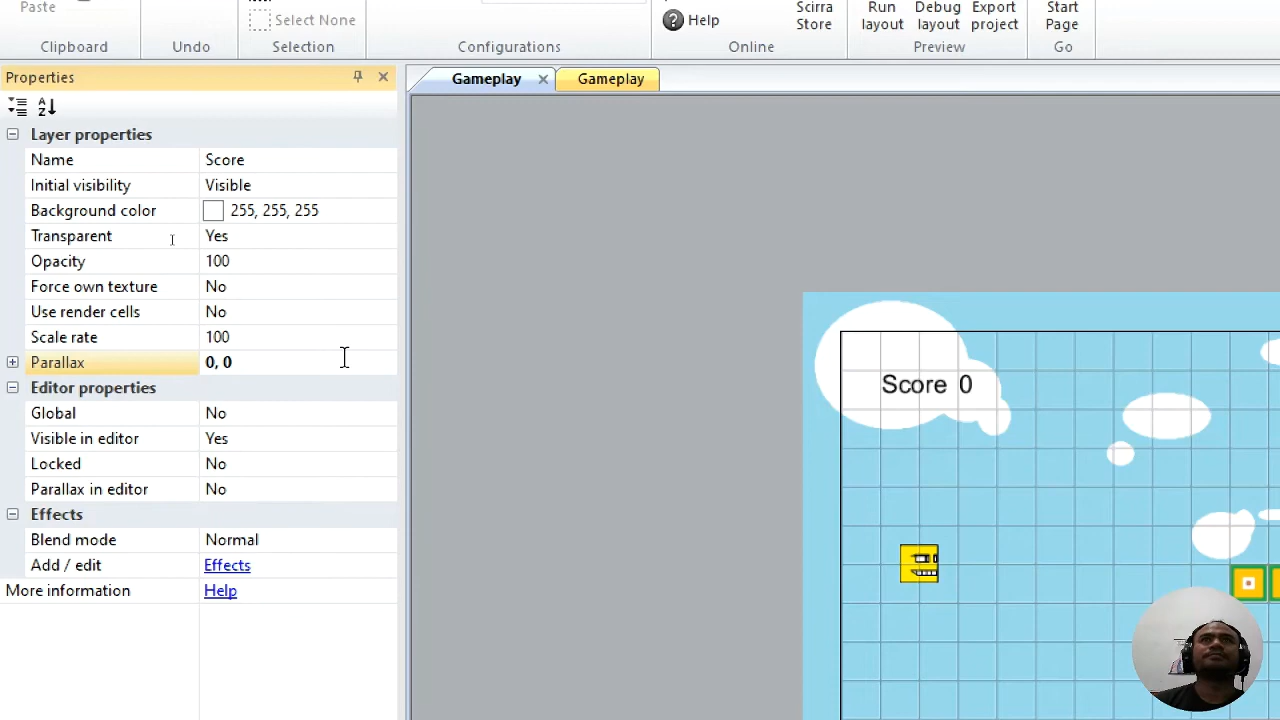 Paste
Select None
Help
Scirra Store
Run layout
Debug layout
Export project
Start Page
Clipboard
Undo
Selection
Configurations
Online
Preview
Go
Properties
Gameplay
Gameplay
Layer properties
Name Score
Initial visibility Visible
Background color 255, 255, 255
Transparent Yes
Opacity 100
Force own texture No
Use render cells No
Scale rate 100
Parallax 0, 0
Editor properties
Global No
Visible in editor Yes
Locked No
Parallax in editor No
Effects
Blend mode Normal
Add / edit Effects
More information Help
Score 0